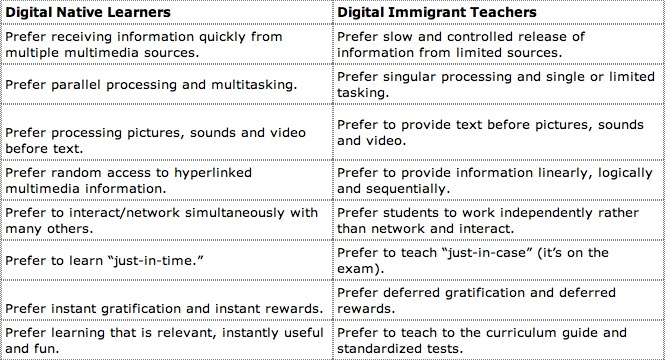 Digital Native Learners
Digital Immigrant Teachers
Prefer receiving information quickly from
multiple multimedia sources.
Prefer slow and controlled release of
information from limited sources.
Prefer parallel processing and multitasking.
Prefer singular processing and single or limited
tasking.
Prefer processing pictures, sounds and video
before text.
Prefer to provide text before pictures, sounds
and video.
Prefer random access to hyperlinked
multimedia information.
Prefer to provide information linearly, logically
and sequentially.
Prefer to interact/network simultaneously with
many others.
Prefer students to work independently rather
than network and interact.
Prefer to learn “just-in-time.”
Prefer to teach “just-in-case” (it’s on the
exam).
Prefer instant gratification and instant rewards.
Prefer deferred gratification and deferred
rewards.
Prefer learning that is relevant, instantly useful
and fun.
Prefer to teach to the curriculum guide and
standardized tests.